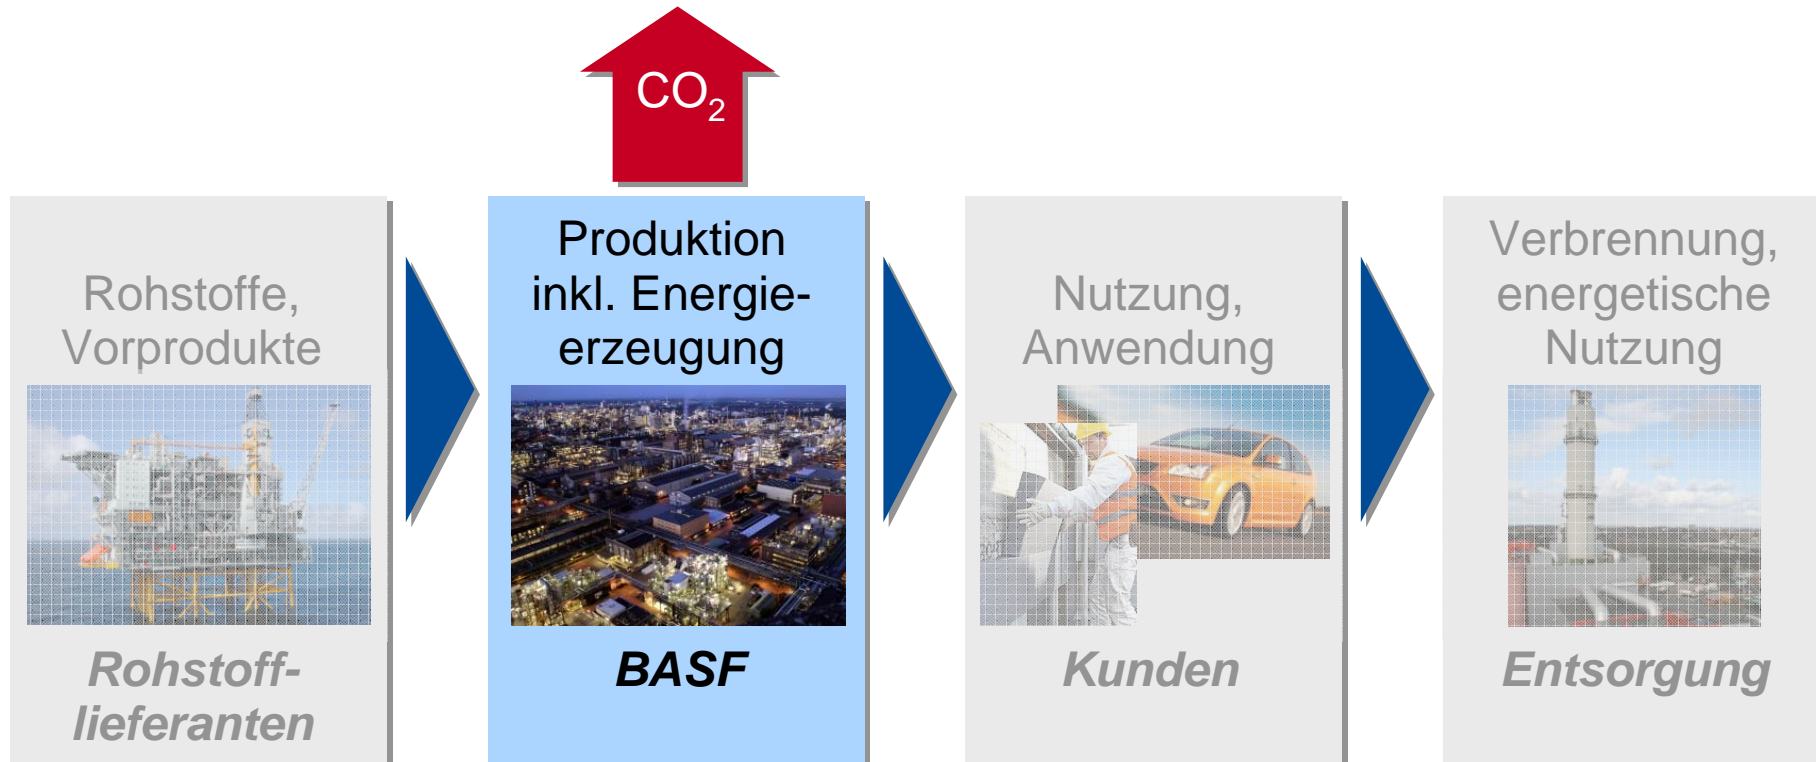 CO₂
Rohstoffe,
Vorprodukte
Rohstoff-
lieferanten
Produktion
inkl. Energie-
erzeugung
BASF
Nutzung,
Anwendung
Kunden
Verbrennung,
energetische
Nutzung
Entsorgung